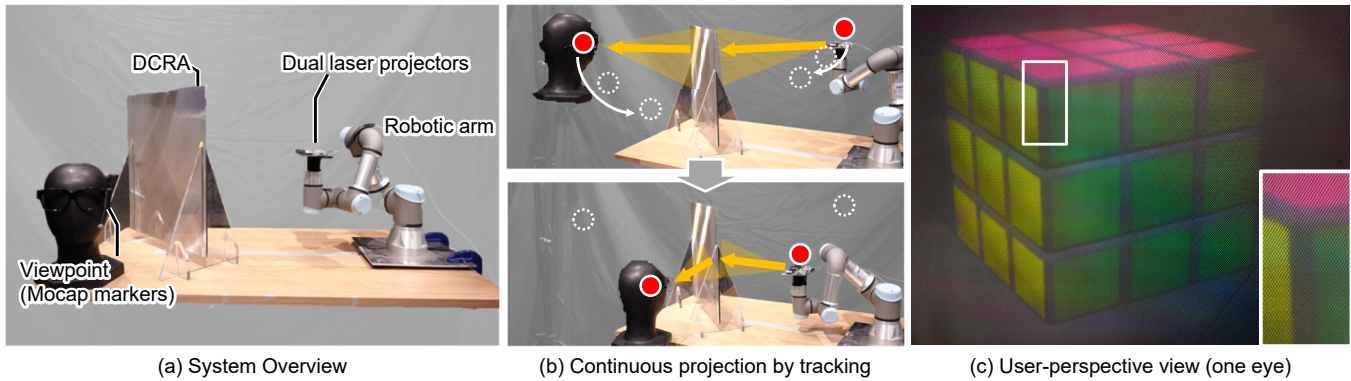 DCRA
Dual laser projectors
Robotic arm
Viewpoint
(Mocap markers)
(a) System Overview
(b) Continuous projection by tracking
(c) User-perspective view (one eye)